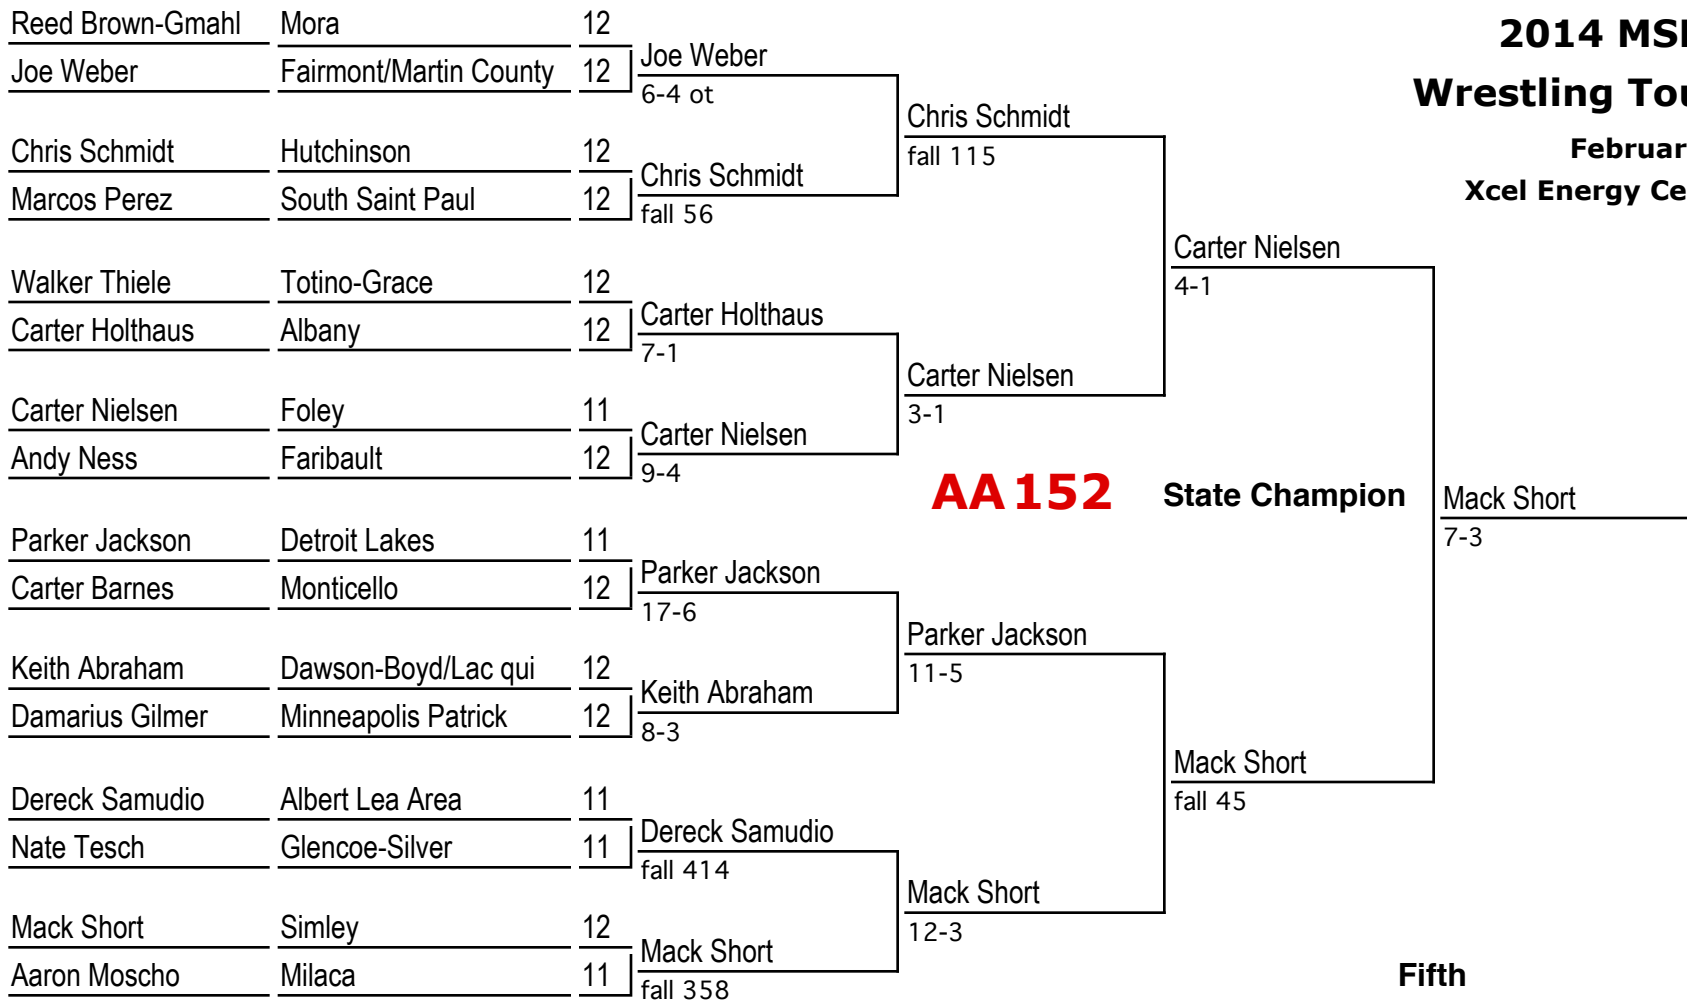 Reed Brown-Gmahl Mora 12
Joe Weber Fairmont/Martin County 12
Chris Schmidt Hutchinson 12
Marcos Perez South Saint Paul 12
Walker Thiele Totino-Grace 12
Carter Holthaus Albany 12
Carter Nielsen Foley 11
Andy Ness Faribault 12
Parker Jackson Detroit Lakes 11
Carter Barnes Monticello 12
Keith Abraham Dawson-Boyd/Lac qui 12
Damarius Gilmer Minneapolis Patrick 12
Dereck Samudio Albert Lea Area 11
Nate Tesch Glencoe-Silver 11
Mack Short Simley 12
Aaron Moscho Milaca 11
Joe Weber
6-4 ot
Chris Schmidt
fall 56
Carter Holthaus
7-1
Carter Nielsen
9-4
Parker Jackson
17-6
Keith Abraham
8-3
Dereck Samudio
fall 414
Mack Short
fall 358
Chris Schmidt
fall 115
Carter Nielsen
3-1
Parker Jackson
11-5
Mack Short
12-3
Carter Nielsen
4-1
Mack Short
fall 45
AA 152
State Champion
Mack Short
7-3
2014 MS
Wrestling Tou
Februar
Xcel Energy Ce
Fifth